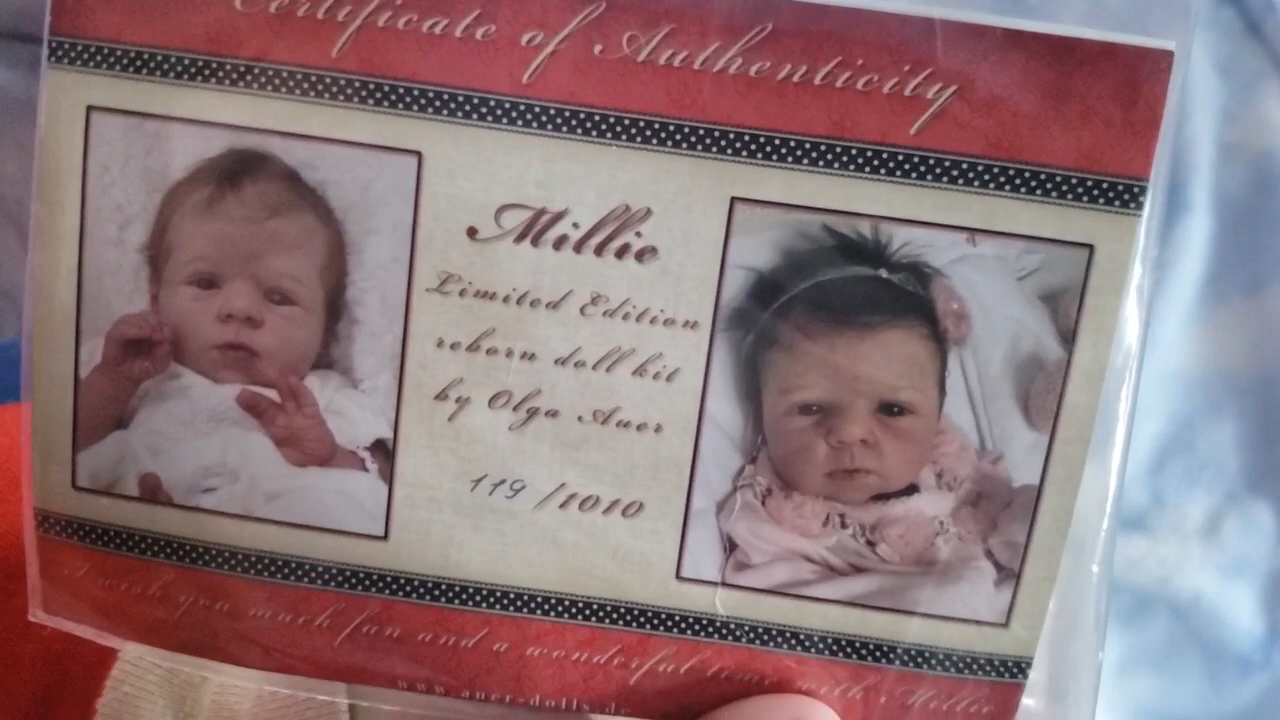 Certificate of Authenticity
Millie
Limited Edition
reborn doll kit
by Olga Auer
119 /1010
I wish you much fun and a wonderful time with Millie
www.auer-dolls.de